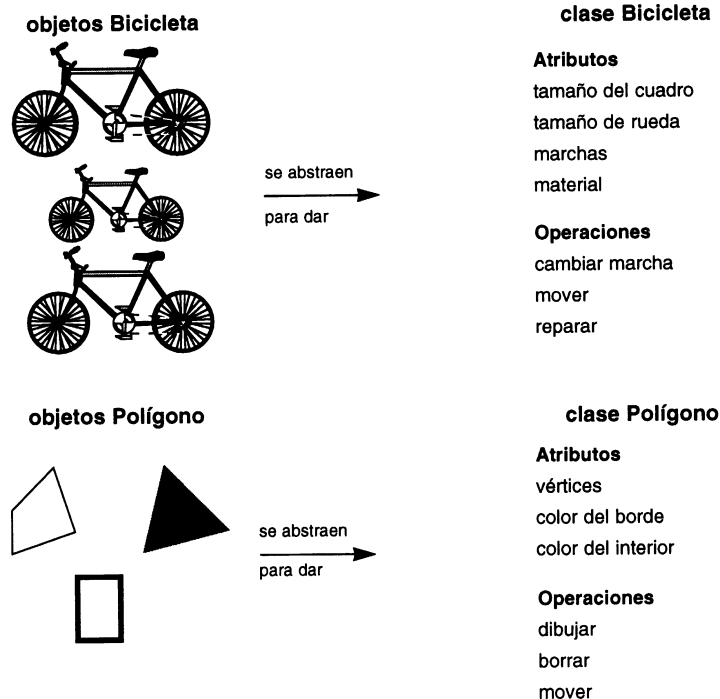 objetos Bicicleta
se abstraen
para dar
clase Bicicleta
Atributos
tamaño del cuadro
tamaño de rueda
marchas
material
Operaciones
cambiar marcha
mover
reparar
objetos Polígono
se abstraen
para dar
clase Polígono
Atributos
vértices
color del borde
color del interior
Operaciones
dibujar
borrar
mover